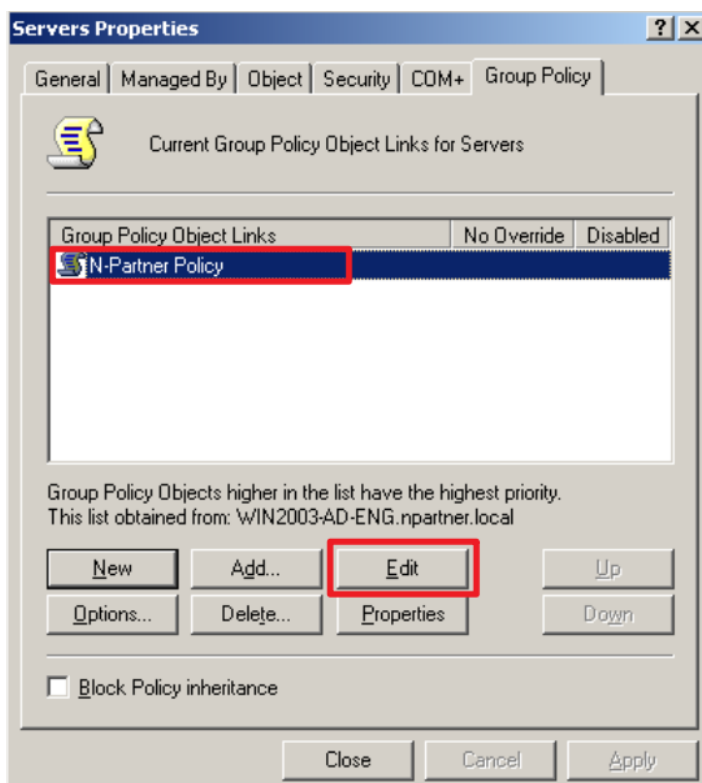 Servers Properties
General Managed By Object Security COM+ Group Policy
Current Group Policy Object Links for Servers
Group Policy Object Links No Override Disabled
N-Partner Policy
Group Policy Objects higher in the list have the highest priority.
This list obtained from: WIN2003-AD-ENG.npartner.local
New Add... Edit Up
Options... Delete... Properties Down
Block Policy inheritance
Close Cancel Apply